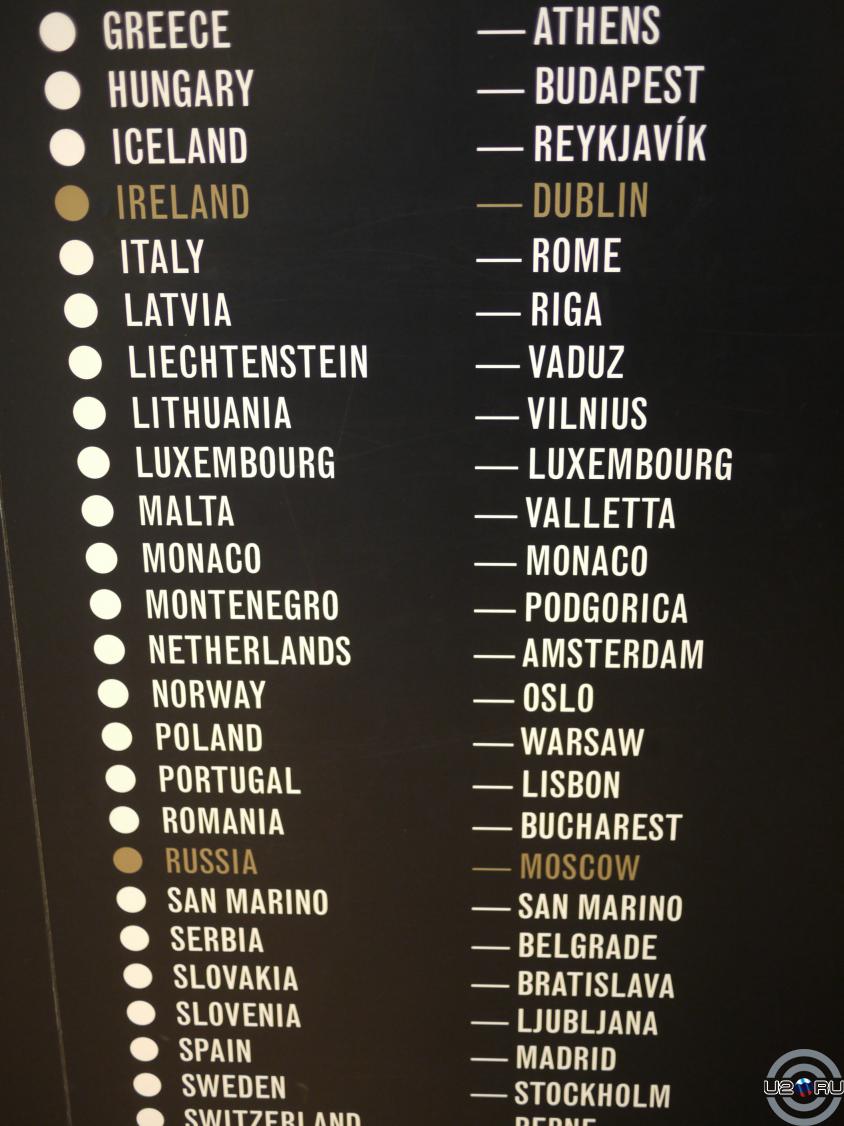 GREECE — ATHENS
HUNGARY — BUDAPEST
ICELAND — REYKJAVÍK
IRELAND — DUBLIN
ITALY — ROME
LATVIA — RIGA
LIECHTENSTEIN — VADUZ
LITHUANIA — VILNIUS
LUXEMBOURG — LUXEMBOURG
MALTA — VALLETTA
MONACO — MONACO
MONTENEGRO — PODGORICA
NETHERLANDS — AMSTERDAM
NORWAY — OSLO
POLAND — WARSAW
PORTUGAL — LISBON
ROMANIA — BUCHAREST
RUSSIA — MOSCOW
SAN MARINO — SAN MARINO
SERBIA — BELGRADE
SLOVAKIA — BRATISLAVA
SLOVENIA — LJUBLJANA
SPAIN — MADRID
SWEDEN — STOCKHOLM
SWITZERLAND BERNE
U2 RU